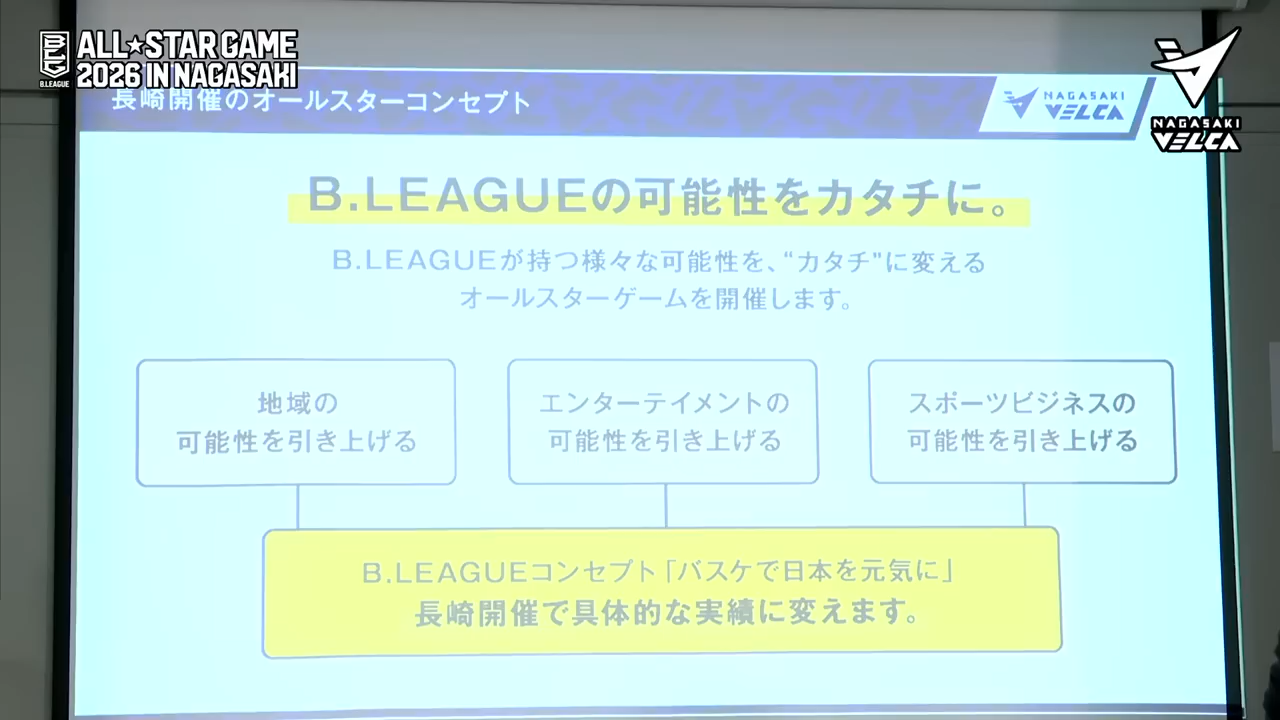 B.LEAGUE
ALL★STAR GAME
2026 IN NAGASAKI
NAGASAKI
VELCA
長崎開催のオールスターコンセプト
NAGASAKI
VELCA
B.LEAGUEの可能性をカタチに。
B.LEAGUEが持つ様々な可能性を、“カタチ”に変える
オールスターゲームを開催します。
地域の
可能性を引き上げる
エンターテイメントの
可能性を引き上げる
スポーツビジネスの
可能性を引き上げる
B.LEAGUEコンセプト「バスケで日本を元気に」
長崎開催で具体的な実績に変えます。